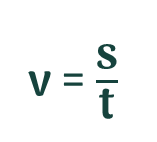 v = s/t